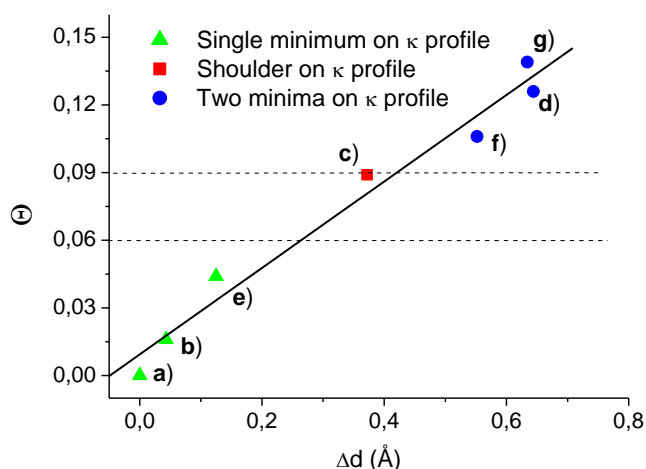 Single minimum on κ profile
Shoulder on κ profile
Two minima on κ profile
g)
d)
f)
c)
e)
b)
a)
0,15
0,12
0,09
0,06
0,03
0,00
Θ
0,0 0,2 0,4 0,6 0,8
Δd (Å)